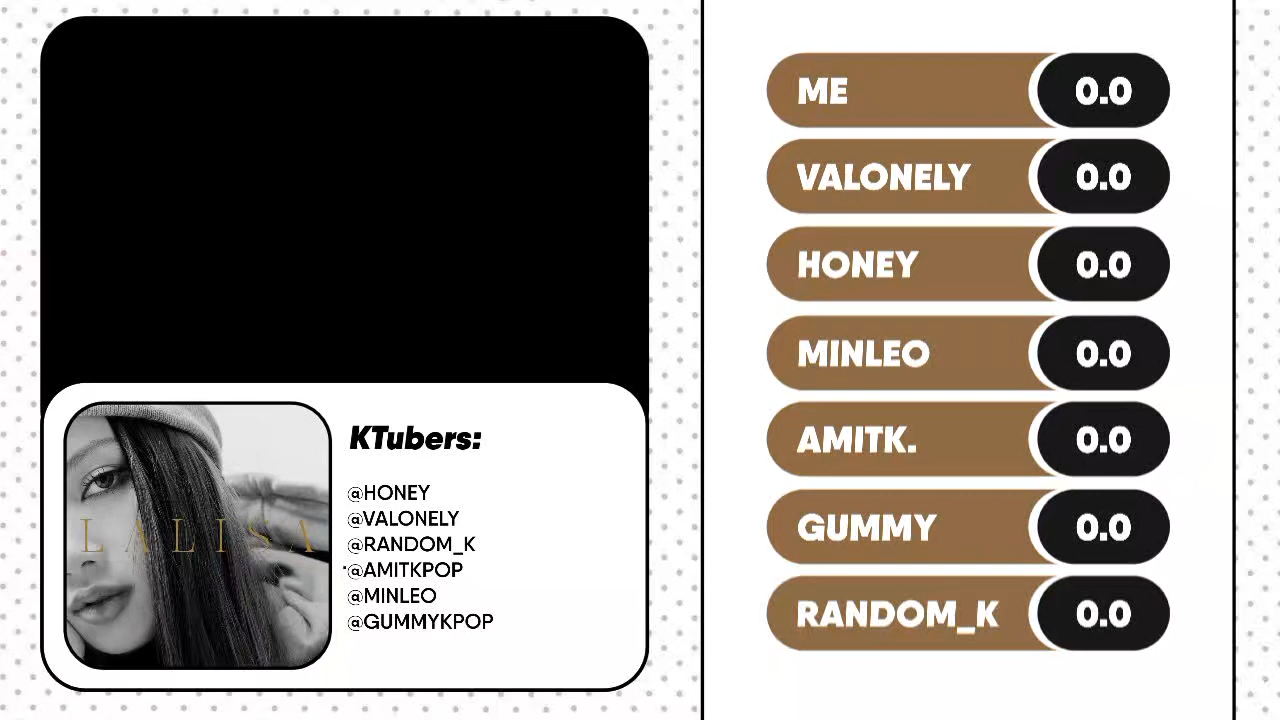 LALISA
KTubers:
@HONEY
@VALONELY
@RANDOM_K
@AMITKPOP
@MINLEO
@GUMMYKPOP
ME 0.0
VALONELY 0.0
HONEY 0.0
MINLEO 0.0
AMITK. 0.0
GUMMY 0.0
RANDOM_K 0.0